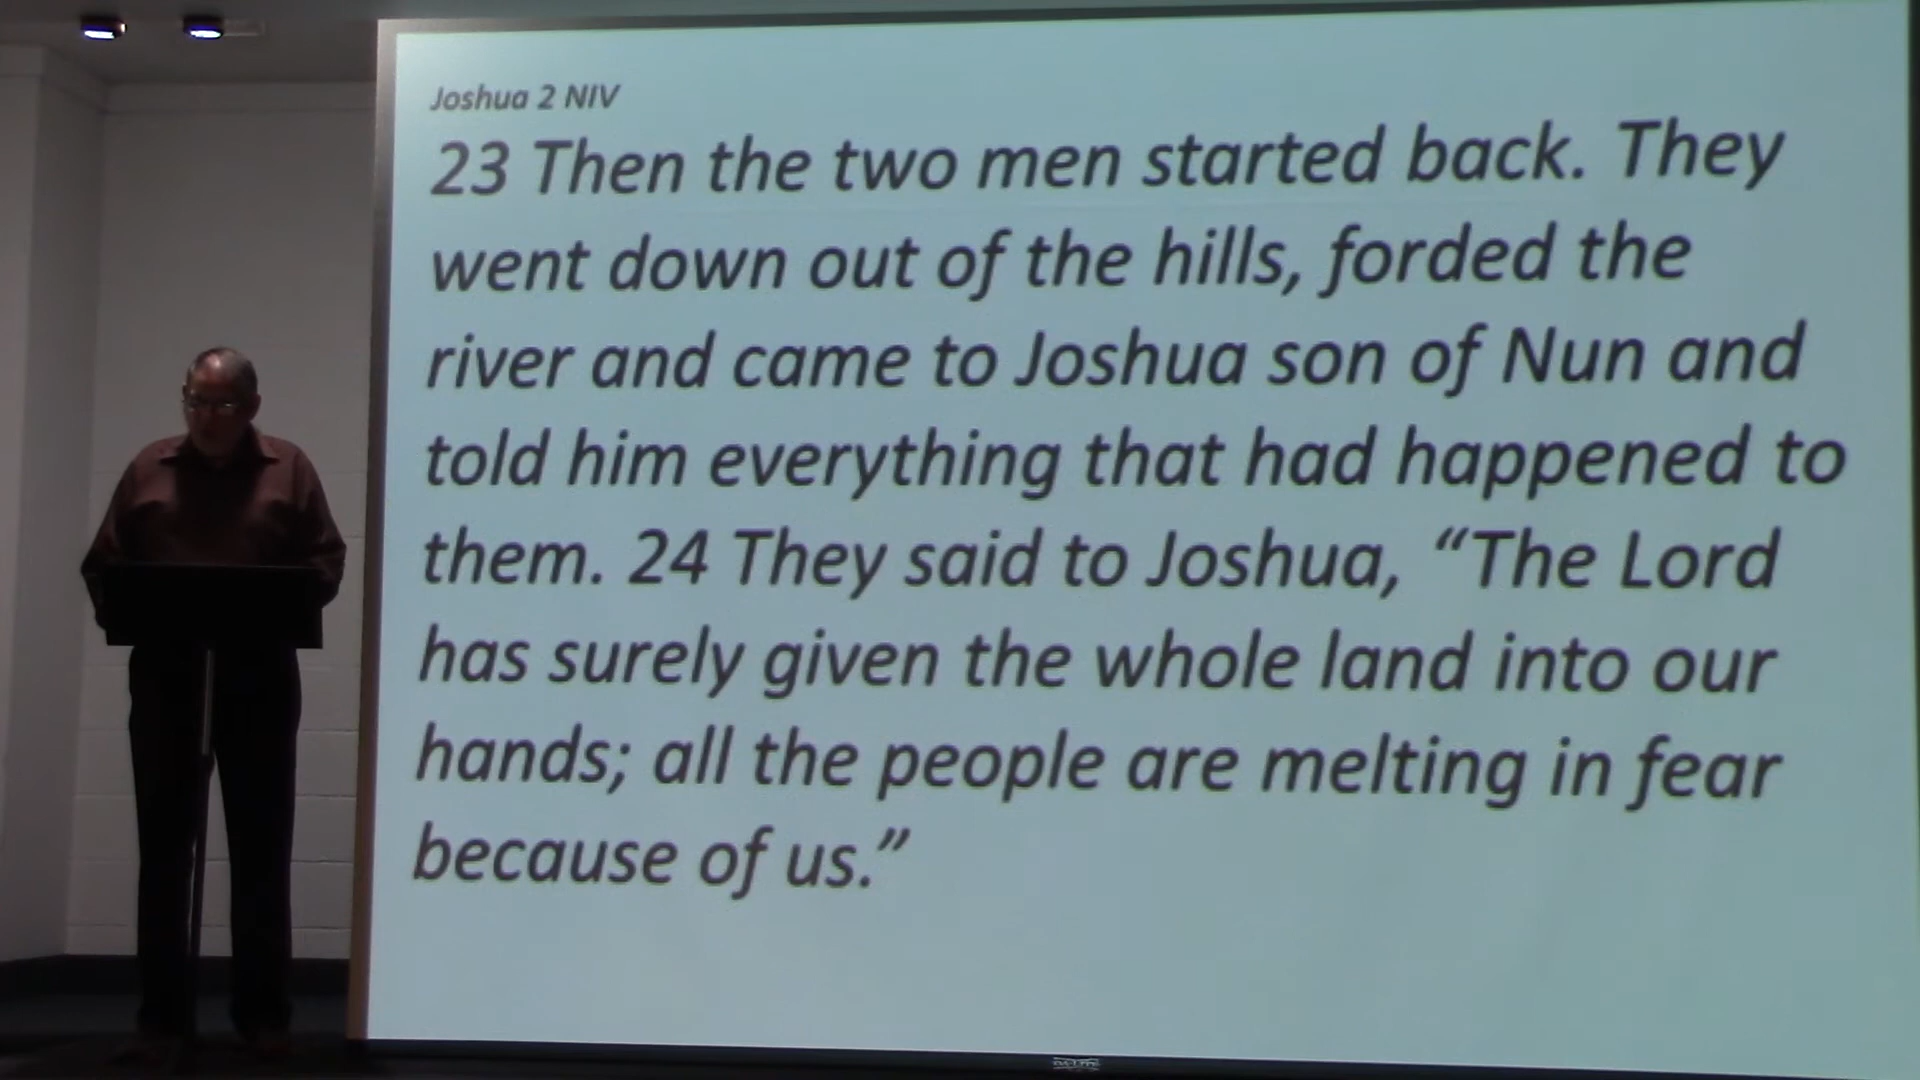 Joshua 2 NIV
23 Then the two men started back. They
went down out of the hills, forded the
river and came to Joshua son of Nun and
told him everything that had happened to
them. 24 They said to Joshua, “The Lord
has surely given the whole land into our
hands; all the people are melting in fear
because of us.”